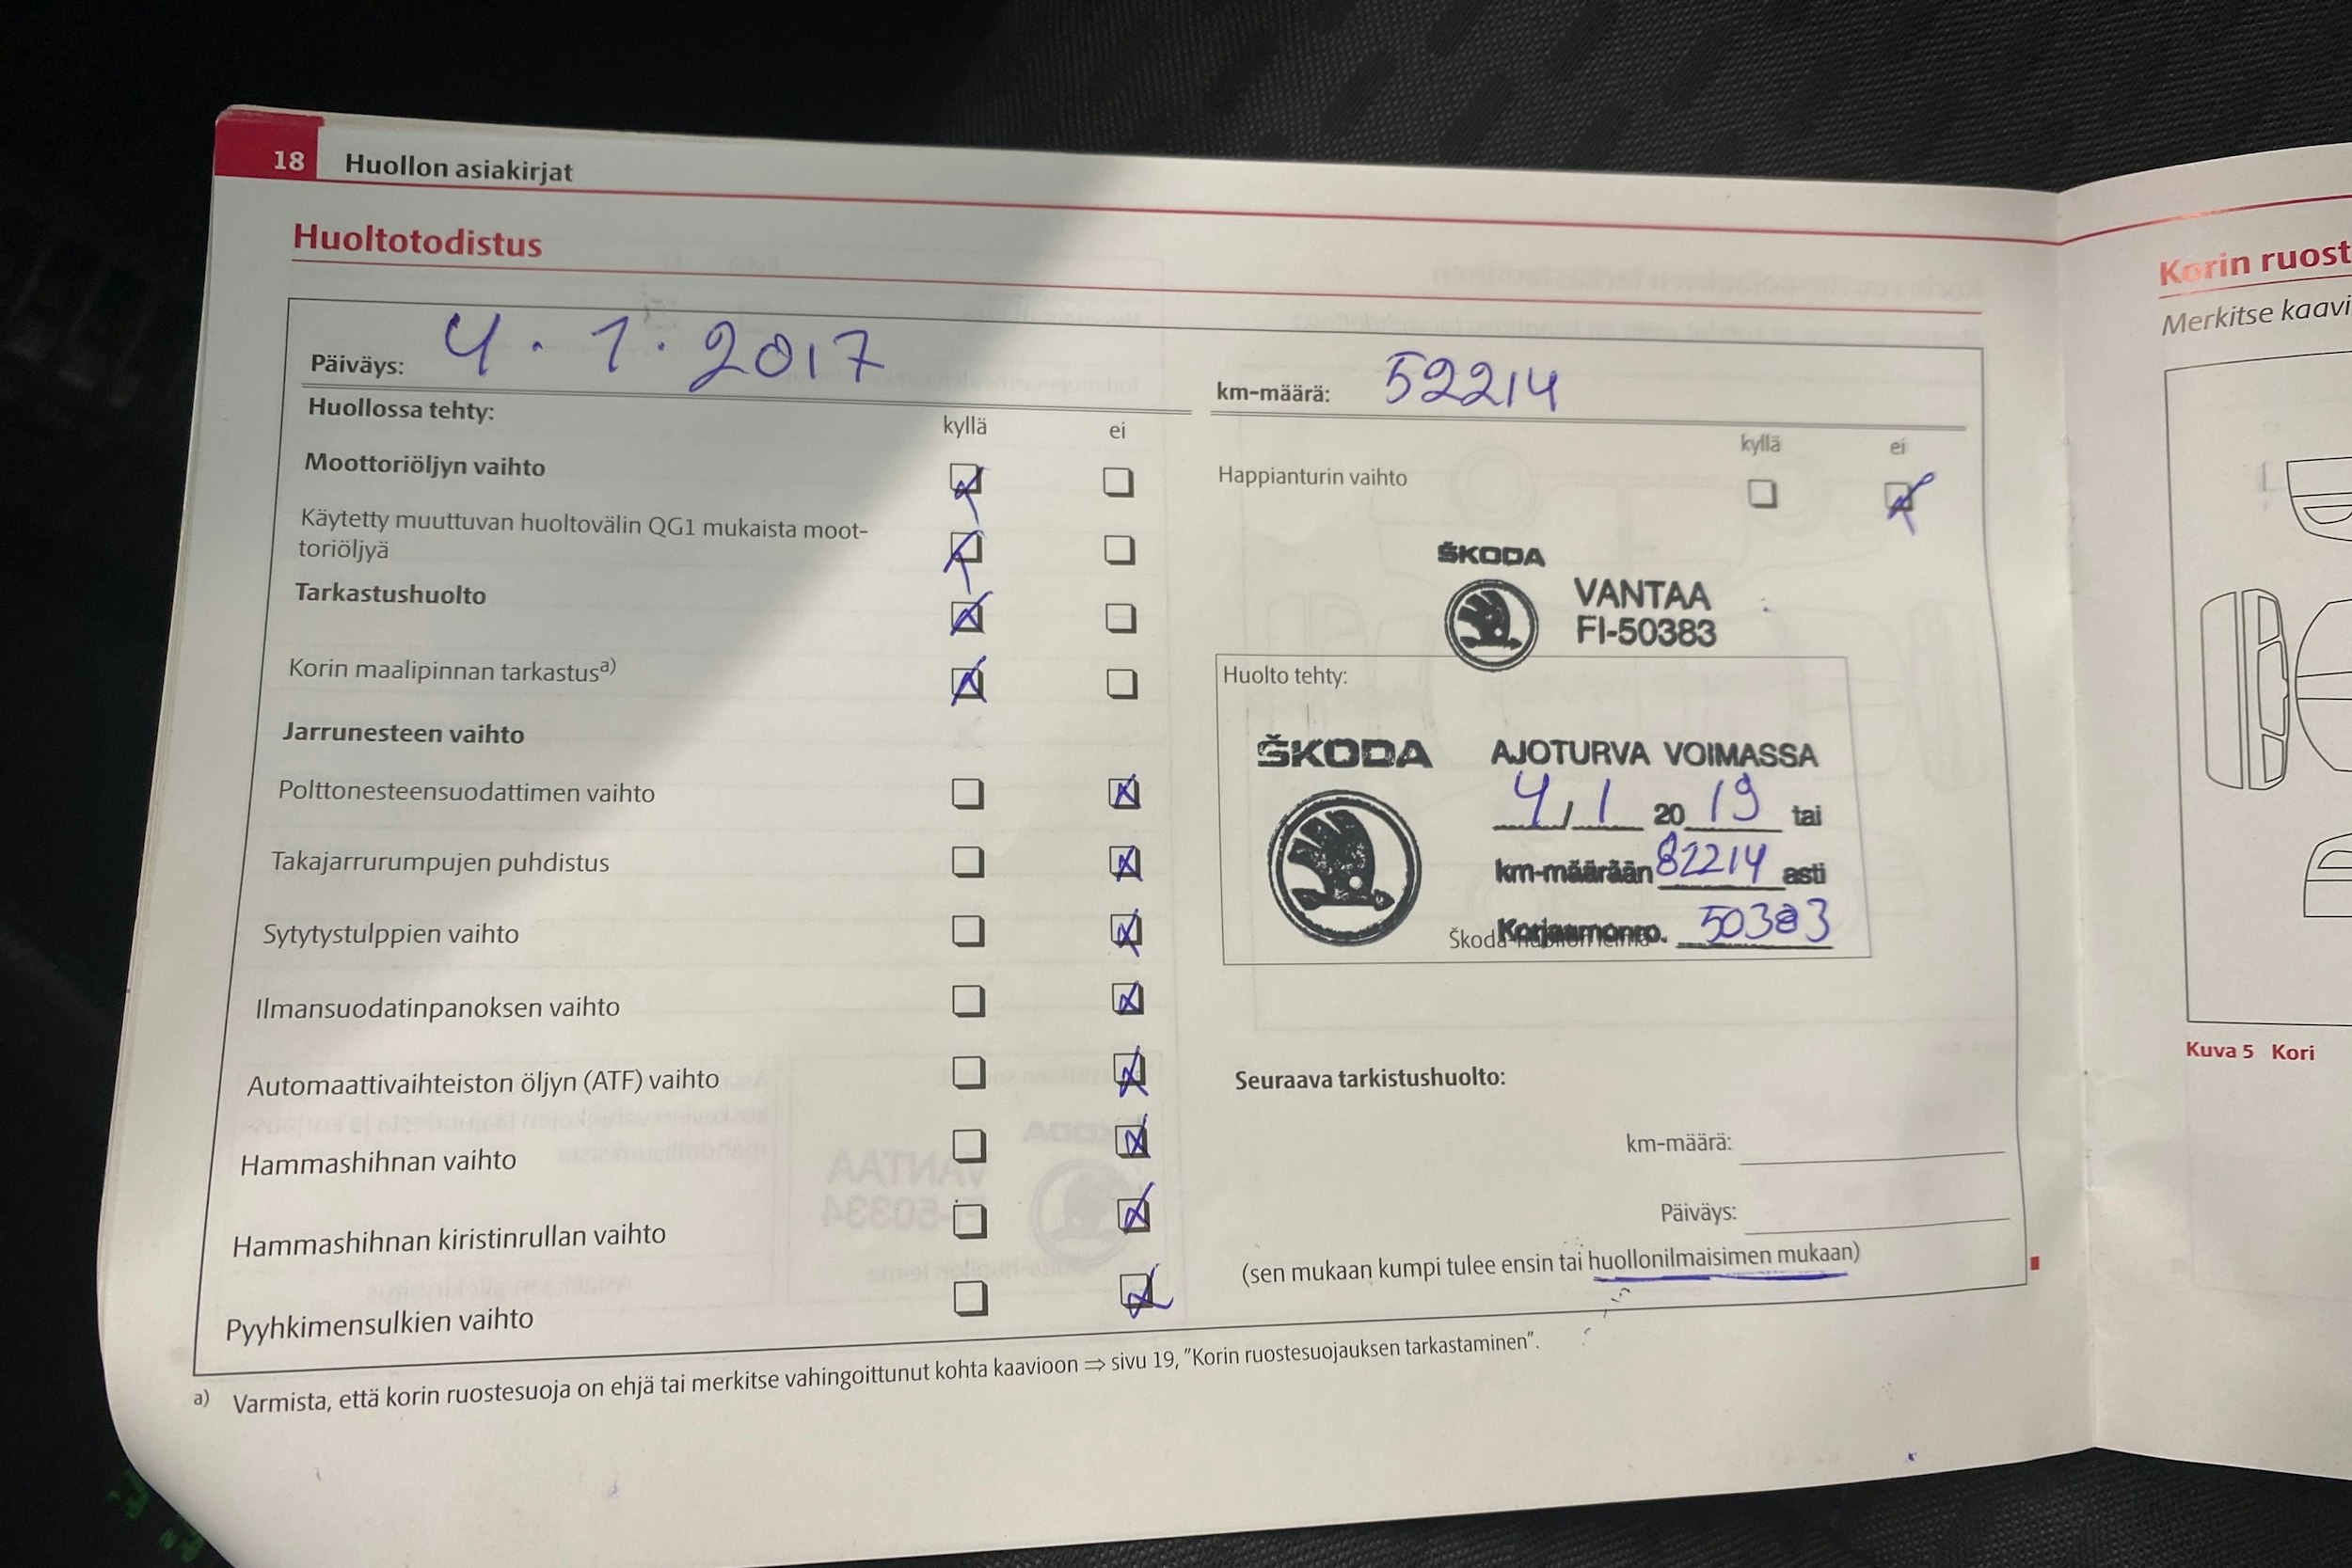 18 Huollon asiakirjat
Huoltotodistus
Päiväys: 4.1.2017
km-määrä: 52214
Huollossa tehty:
kyllä ei
Moottoriöljyn vaihto
Käytetty muuttuvan huoltovälin QG1 mukaista moot-
toriöljyä
Tarkastushuolto
Korin maalipinnan tarkastus a)
Jarrunesteen vaihto
Polttonesteensuodattimen vaihto
Takajarrurumpujen puhdistus
Sytytystulppien vaihto
Ilmansuodatinpanoksen vaihto
Automaattivaihteiston öljyn (ATF) vaihto
Hammashihnan vaihto
Hammashihnan kiristinrullan vaihto
Pyyhkimensulkien vaihto
kyllä ei
Happianturin vaihto
ŠKODA
VANTAA
FI-50383
Huolto tehty:
ŠKODA AJOTURVA VOIMASSA
4/1 2019 tai
km-määrään 82214 asti
Škoda
Korjaamonro. 50383
Seuraava tarkistushuolto:
km-määrä:
Päiväys:
(sen mukaan kumpi tulee ensin tai huollonilmaisimen mukaan)
a) Varmista, että korin ruostesuoja on ehjä tai merkitse vahingoittunut kohta kaavioon ⇒ sivu 19, "Korin ruostesuojauksen tarkastaminen".
Korin ruost
Merkitse kaavi
Kuva 5 Kori